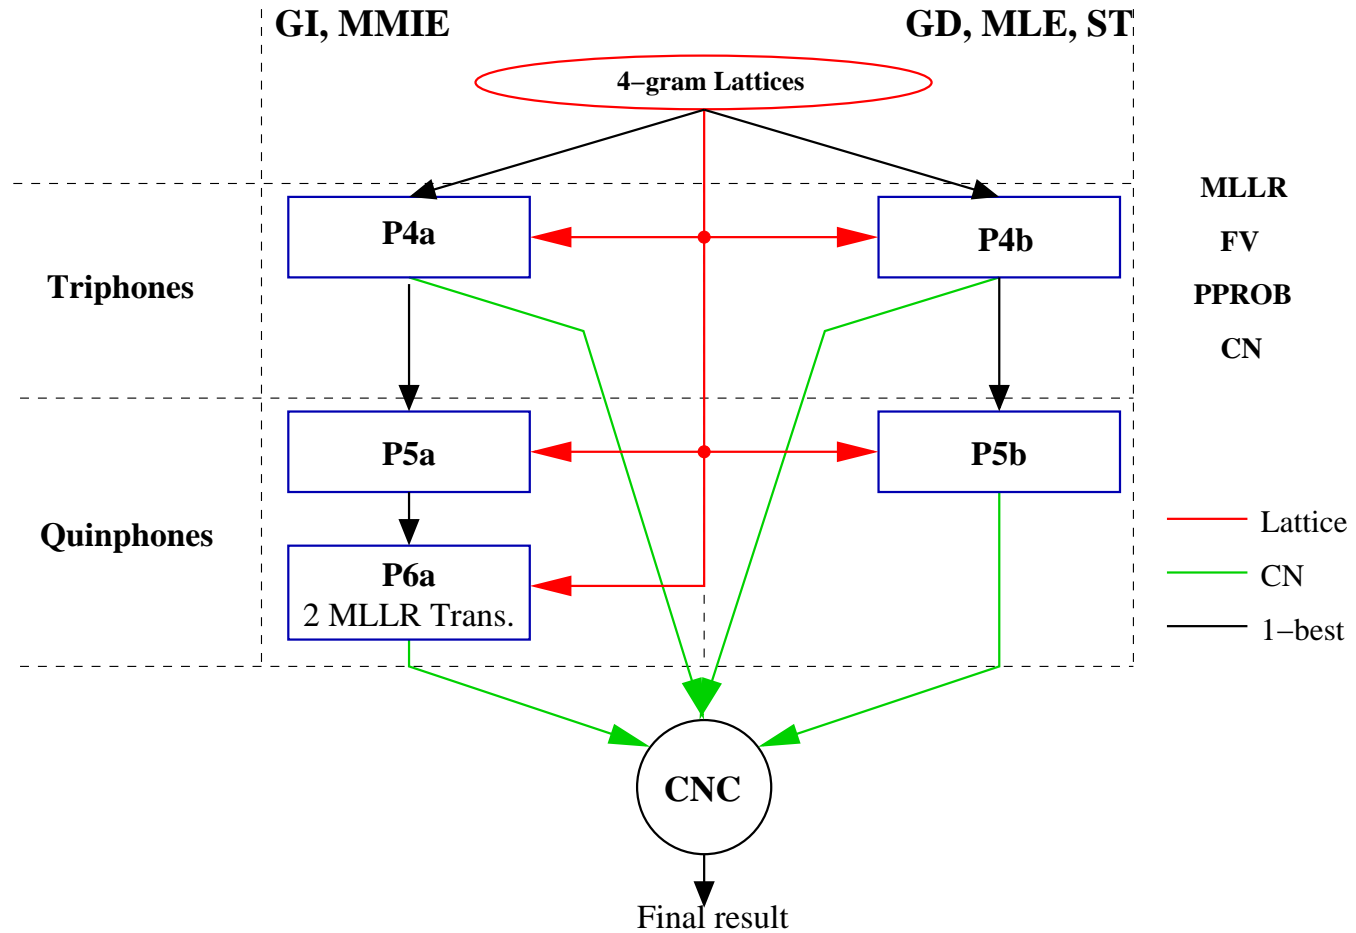 GI, MMIE
GD, MLE, ST
4−gram Lattices
MLLR
FV
PPROB
CN
Triphones
P4a
P4b
Quinphones
P5a
P5b
P6a
2 MLLR Trans.
Lattice
CN
1−best
CNC
Final result